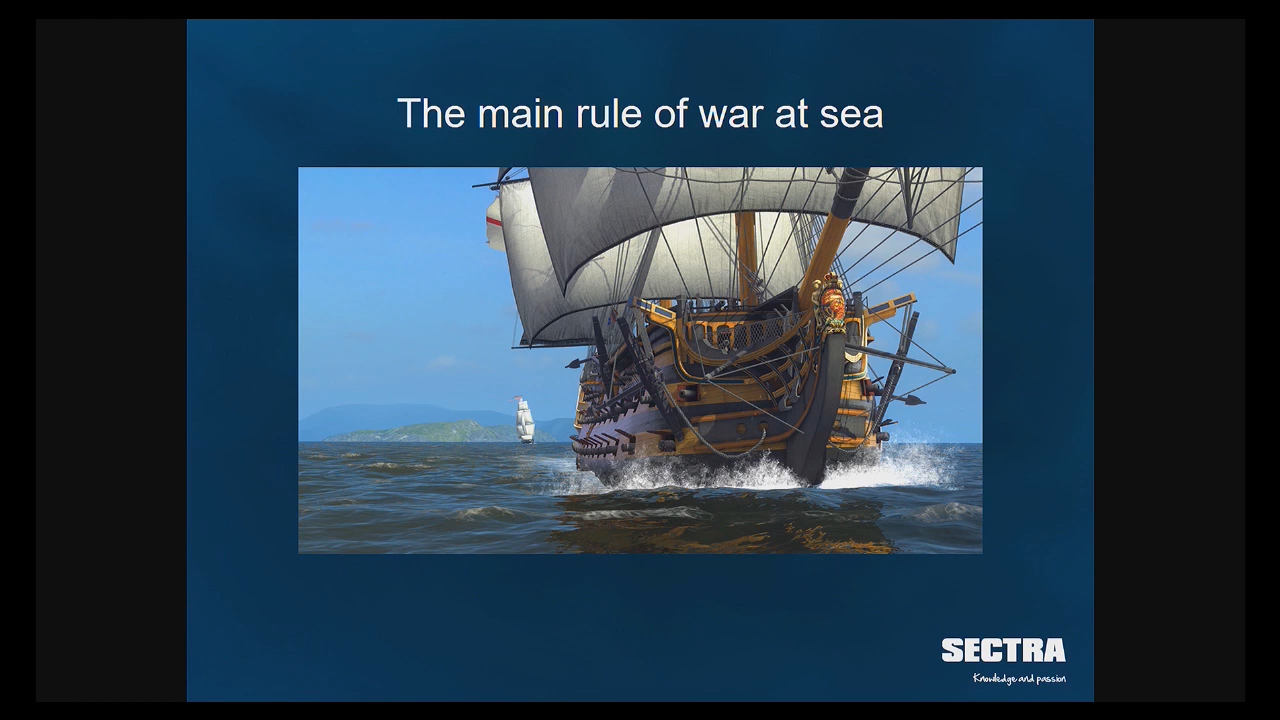 The main rule of war at sea
SECTRA
Knowledge and passion